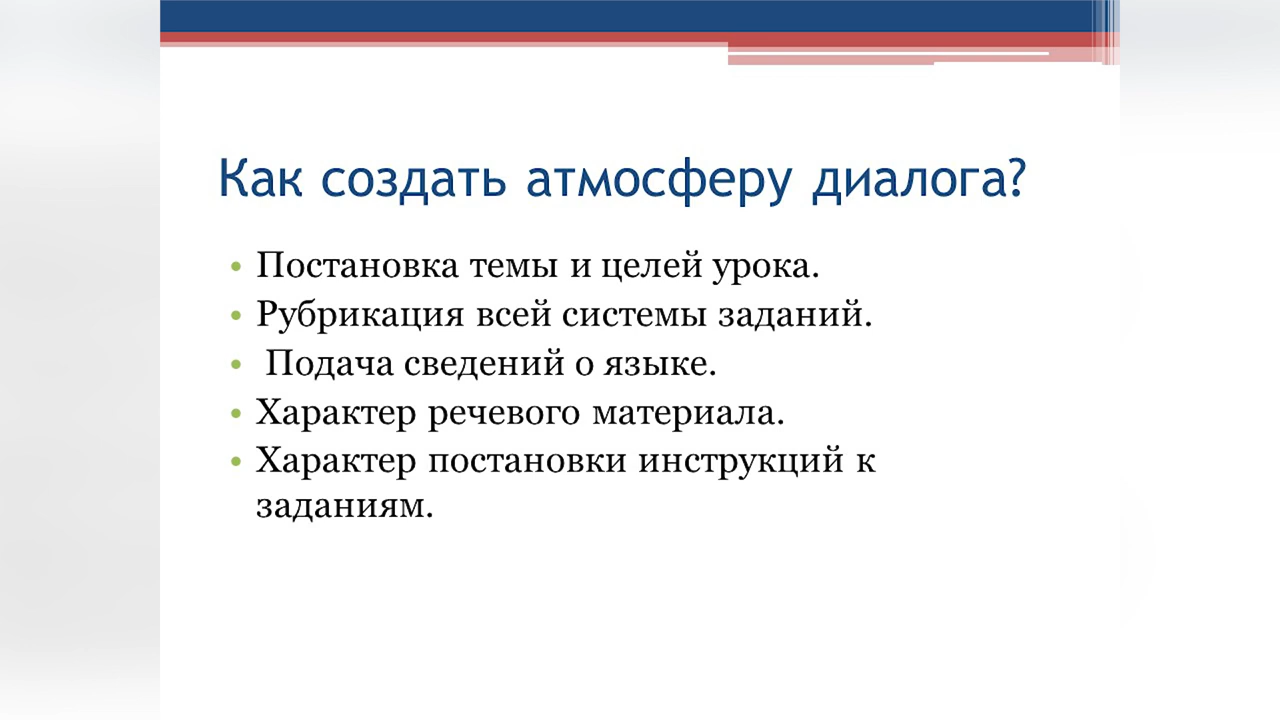 Как создать атмосферу диалога?
• Постановка темы и целей урока.
• Рубрикация всей системы заданий.
• Подача сведений о языке.
• Характер речевого материала.
• Характер постановки инструкций к
заданиям.